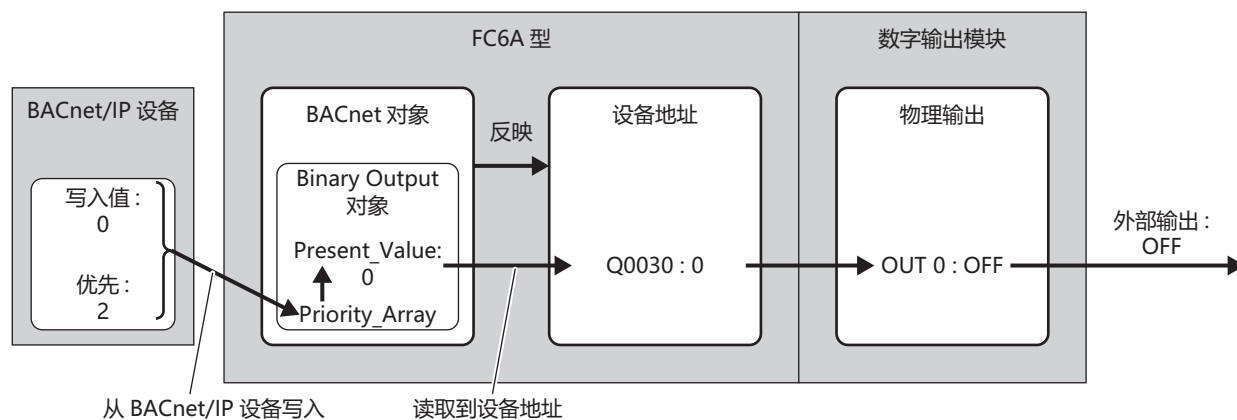 FC6A 型
数字输出模块
BACnet/IP 设备
写入值 :
0
优先 :
2
BACnet 对象
Binary Output
对象
Present_Value:
0
Priority_Array
反映
设备地址
Q0030 : 0
物理输出
OUT 0 : OFF
外部输出 :
OFF
从 BACnet/IP 设备写入
读取到设备地址